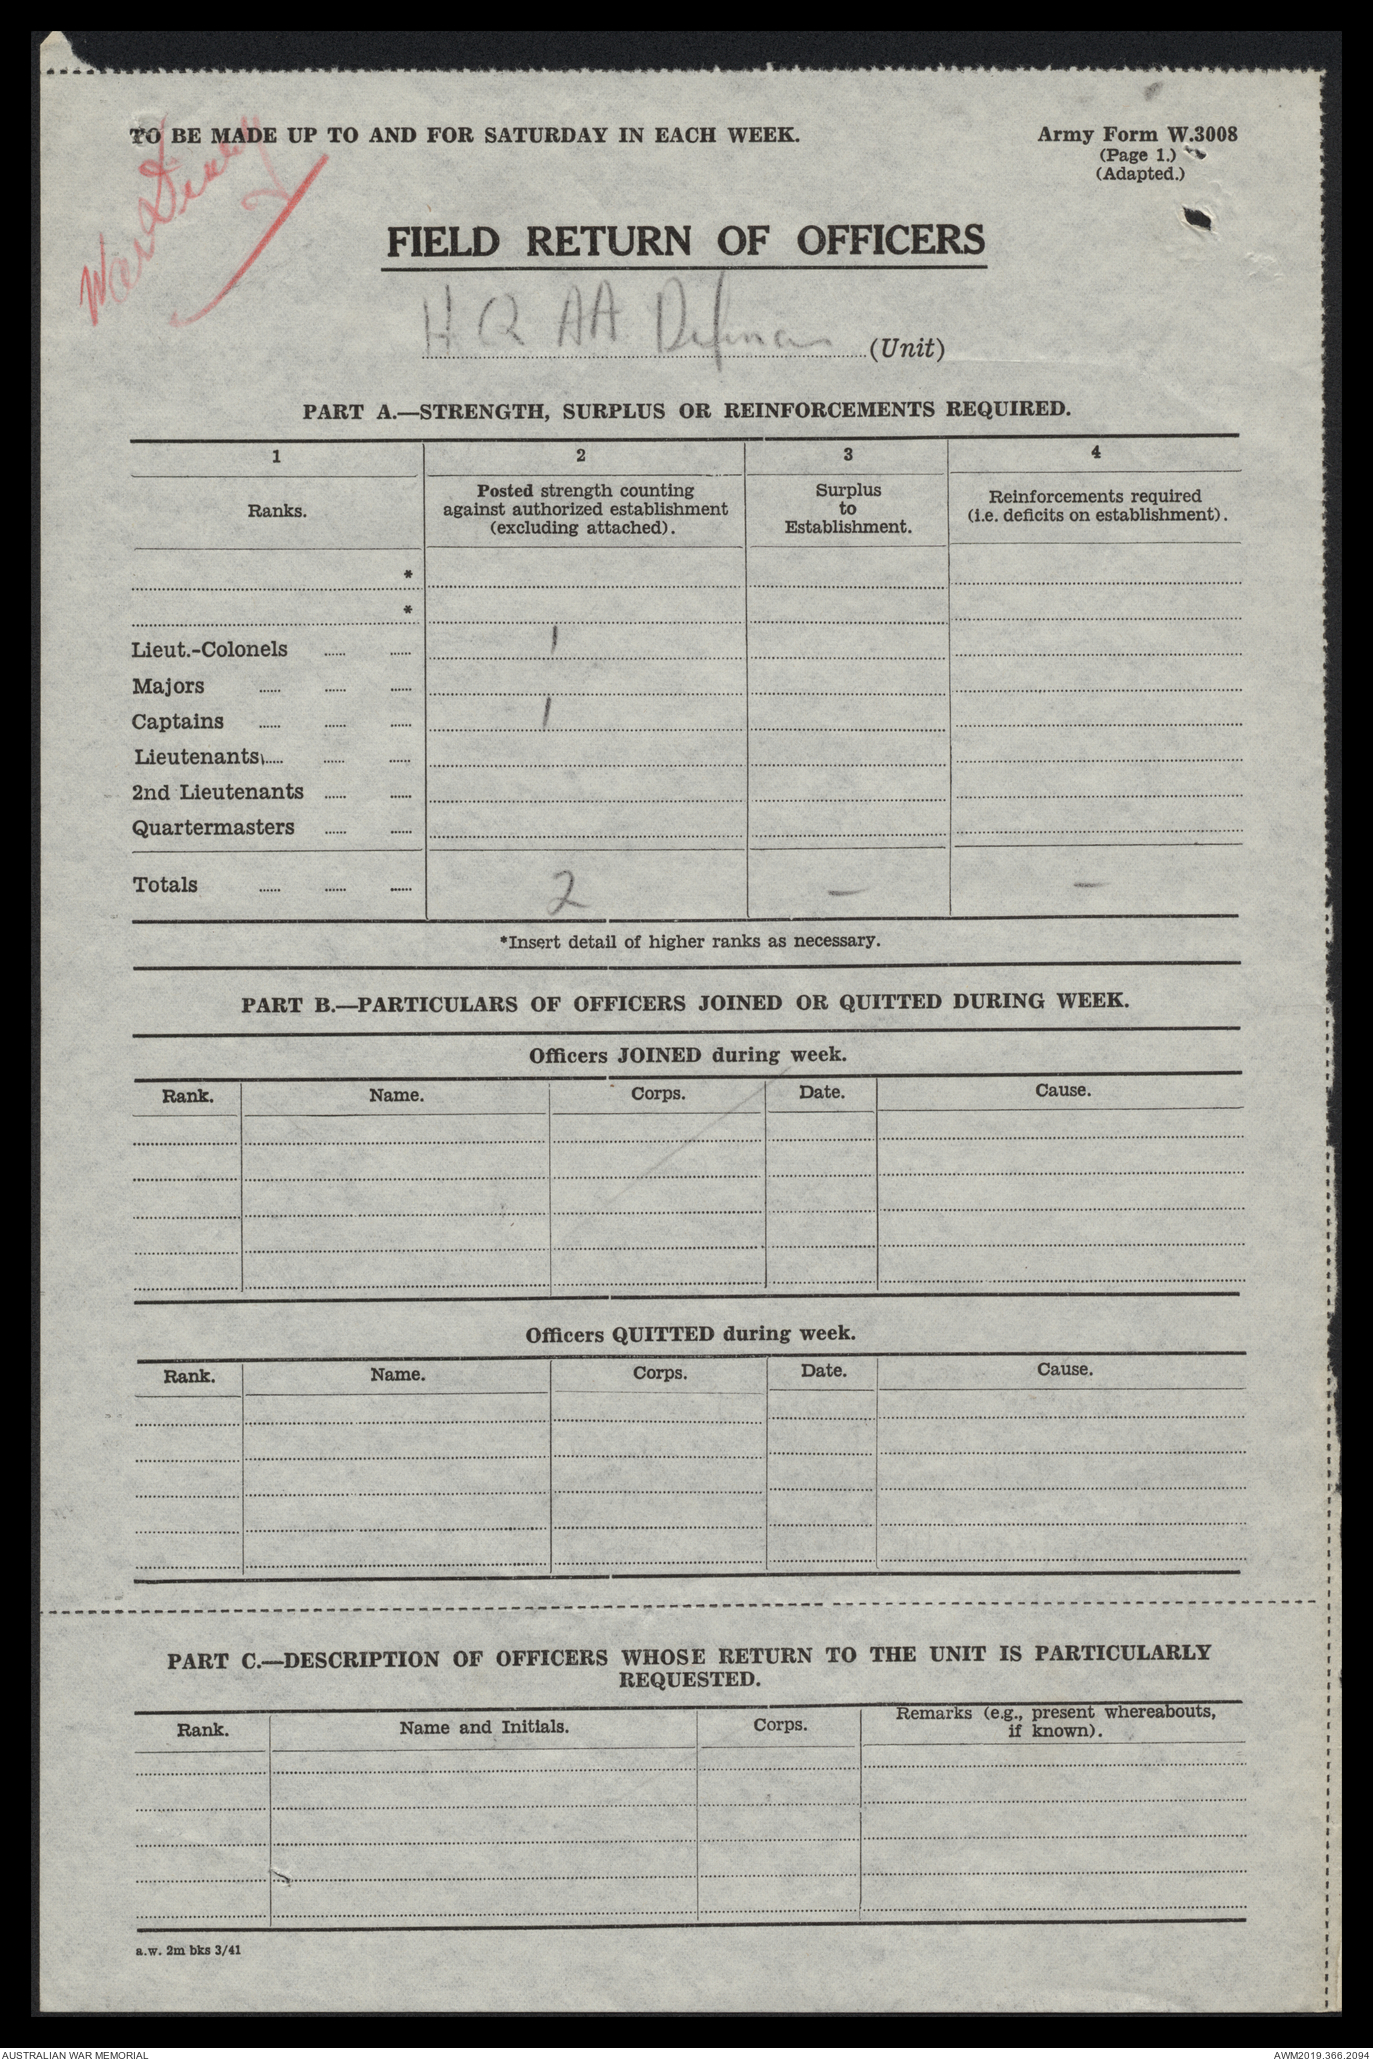 War Diary
TO BE MADE UP TO AND FOR SATURDAY IN EACH WEEK.
Army Form W.3008
(Page 1.)
(Adapted.)
FIELD RETURN OF OFFICERS
H Q AA Defences (Unit)
PART A.—STRENGTH, SURPLUS OR REINFORCEMENTS REQUIRED.
1 2 3 4
Ranks. Posted strength counting against authorized establishment (excluding attached). Surplus to Establishment. Reinforcements required (i.e. deficits on establishment).
*
*
Lieut.-Colonels ...... ...... 1
Majors ...... ...... ......
Captains ...... ...... ...... 1
Lieutenants ...... ...... ......
2nd Lieutenants ...... ......
Quartermasters ...... ......
Totals ...... ...... ...... 2 – –
*Insert detail of higher ranks as necessary.
PART B.—PARTICULARS OF OFFICERS JOINED OR QUITTED DURING WEEK.
Officers JOINED during week.
Rank. Name. Corps. Date. Cause.
Officers QUITTED during week.
Rank. Name. Corps. Date. Cause.
PART C.—DESCRIPTION OF OFFICERS WHOSE RETURN TO THE UNIT IS PARTICULARLY
REQUESTED.
Rank. Name and Initials. Corps. Remarks (e.g., present whereabouts, if known).
a.w. 2m bks 3/41
AUSTRALIAN WAR MEMORIAL
AWM2019.366.2094